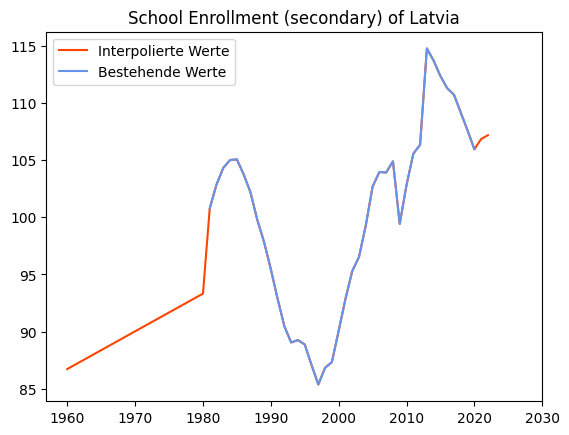 School Enrollment (secondary) of Latvia
Interpolierte Werte
Bestehende Werte
115
110
105
100
95
90
85
1960 1970 1980 1990 2000 2010 2020 2030